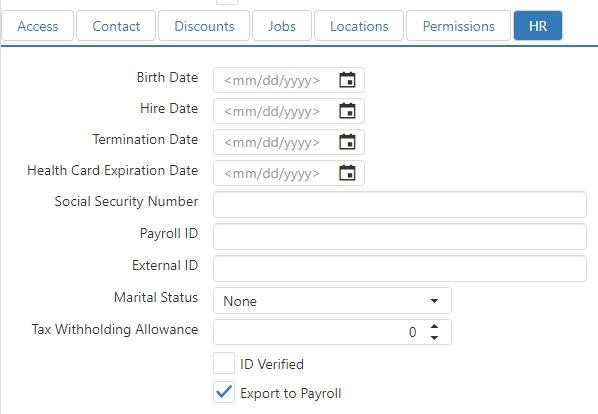 Access Contact Discounts Jobs Locations Permissions HR
Birth Date <mm/dd/yyyy>
Hire Date <mm/dd/yyyy>
Termination Date <mm/dd/yyyy>
Health Card Expiration Date <mm/dd/yyyy>
Social Security Number
Payroll ID
External ID
Marital Status None
Tax Withholding Allowance 0
ID Verified
Export to Payroll